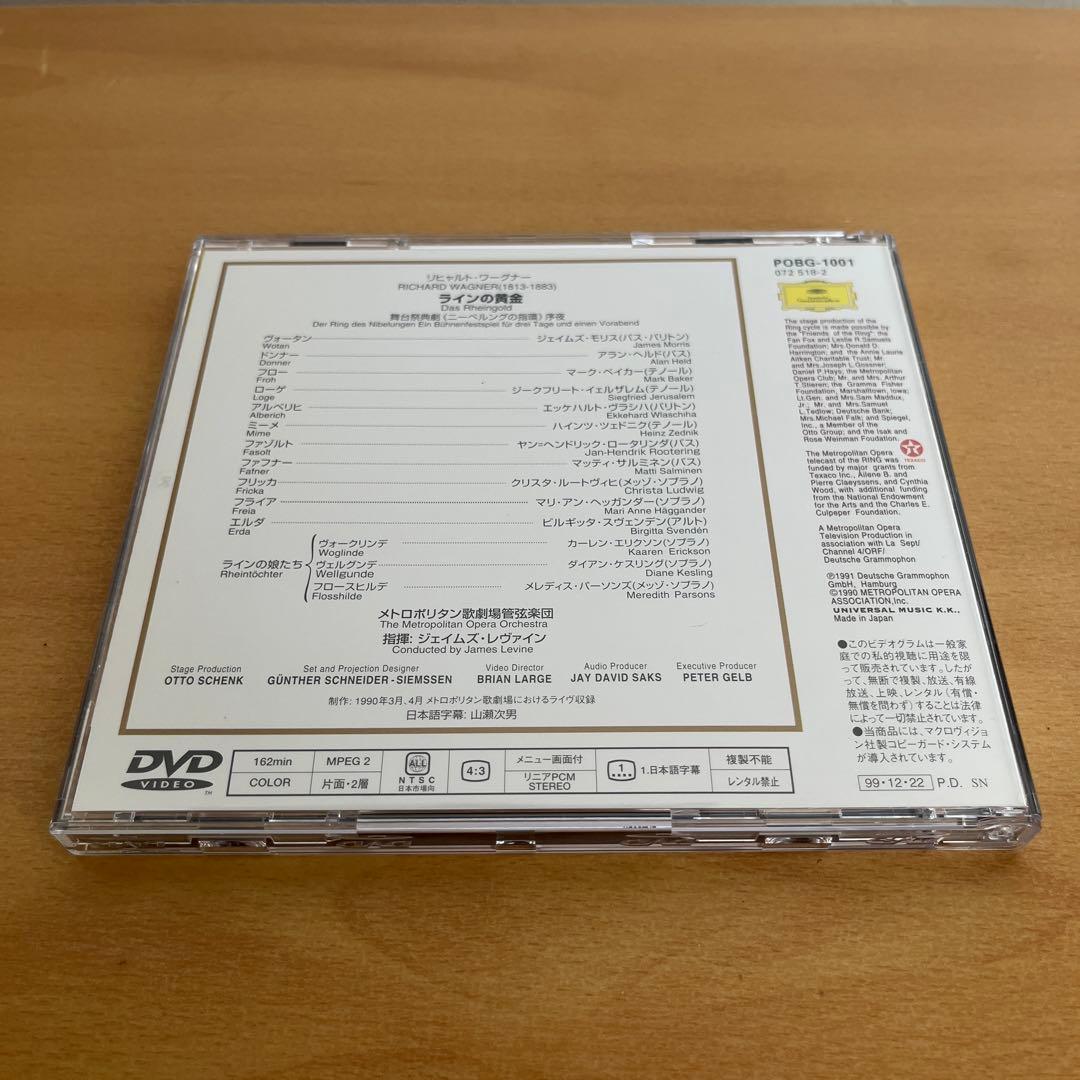 リヒャルト・ワーグナー
RICHARD WAGNER(1813-1883)
ラインの黄金
Das Rheingold
舞台祭典劇《ニーベルングの指環》序夜
Der Ring des Nibelungen Ein Bühnenfestspiel für drei Tage und einen Vorabend
ヴォータン ジェイムズ・モリス(バス・バリトン)
Wotan James Morris
ドンナー アラン・ヘルド(バス)
Donner Alan Held
フロー マーク・ベイカー(テノール)
Froh Mark Baker
ローゲ ジークフリート・イェルザレム(テノール)
Loge Siegfried Jerusalem
アルベリヒ エッケハルト・ヴラシハ(バリトン)
Alberich Ekkehard Wlaschiha
ミーメ ハインツ・ツェドニク(テノール)
Mime Heinz Zednik
ファゾルト ヤン=ヘンドリック・ロータリング(バス)
Fasolt Jan-Hendrik Rootering
ファフナー マッティ・サルミネン(バス)
Fafner Matti Salminen
フリッカ クリスタ・ルートヴィヒ(メッゾ・ソプラノ)
Fricka Christa Ludwig
フライア マリ・アン・ヘッガンダー(ソプラノ)
Freia Mari Anne Häggander
エルダ ビルギッタ・スヴェンデン(アルト)
Erda Birgitta Svendén
ラインの娘たち
Rheintöchter
ヴォークリンデ カーレン・エリクソン(ソプラノ)
Woglinde Kaaren Erickson
ヴェルグンデ ダイアン・ケスリング(ソプラノ)
Wellgunde Diane Kesling
フロースヒルデ メレディス・パーソンズ(メッゾ・ソプラノ)
Flosshilde Meredith Parsons
メトロポリタン歌劇場管弦楽団
The Metropolitan Opera Orchestra
指揮: ジェイムズ・レヴァイン
Conducted by James Levine
Stage Production
OTTO SCHENK
Set and Projection Designer
GÜNTHER SCHNEIDER-SIEMSSEN
Video Director
BRIAN LARGE
Audio Producer
JAY DAVID SAKS
Executive Producer
PETER GELB
制作: 1990年3月、4月 メトロポリタン歌劇場におけるライヴ収録
日本語字幕: 山瀬次男
DVD
VIDEO
TM
162min
COLOR
MPEG 2
片面・2層
ALL
NTSC
日本市場向
4:3
メニュー画面付
リニアPCM
STEREO
1
1.日本語字幕
複製不能
レンタル禁止
POBG-1001
072 518-2
Deutsche
Grammophon
The stage production of the
Ring cycle is made possible by
the "Friends of the Ring": the
Fan Fox and Leslie R.Samuels
Foundation; Mrs.Donald D.
Harrington; and the Annie Laurie
Aitken Charitable Trust; Mr.
and Mrs.Joseph L.Gossner;
Daniel P.Hays; the Metropolitan
Opera Club; Mr. and Mrs. Arthur
T.Stieren; the Gramma Fisher
Foundation, Marshalltown, Iowa;
Lt.Gen. and Mrs.Sam Maddux,
Jr.; Mr. and Mrs.Samuel
L.Tedlow; Deutsche Bank;
Mrs.Michael Falk; and Spiegel,
Inc., a Member of the
Otto Group; and the Isak and
Rose Weinman Foudation.
TEXACO
The Metropolitan Opera
telecast of the RING was
funded by major grants from
Texaco Inc., Ailene B. and
Pierre Claeyssens, and Cynthia
Wood, with additional funding
from the National Endowment
for the Arts and the Charles E.
Culpeper Foundation.
A Metropolitan Opera
Television Production in
association with La Sept/
Channel 4/ORF/
Deutsche Grammophon
℗1991 Deutsche Grammophon
GmbH, Hamburg
©1990 METROPOLITAN OPERA
ASSOCIATION,Inc.
UNIVERSAL MUSIC K.K..
Made in Japan
●このビデオグラムは一般家
庭での私的視聴に用途を限っ
て販売されています。したが
って、無断で複製、放送、有線
放送、上映、レンタル(有償・
無償を問わず)することは法律
によって一切禁止されています。
●当商品には、マクロヴィジョ
ン社製コピーガード・システム
が導入されています。
99・12・22 P.D. SN